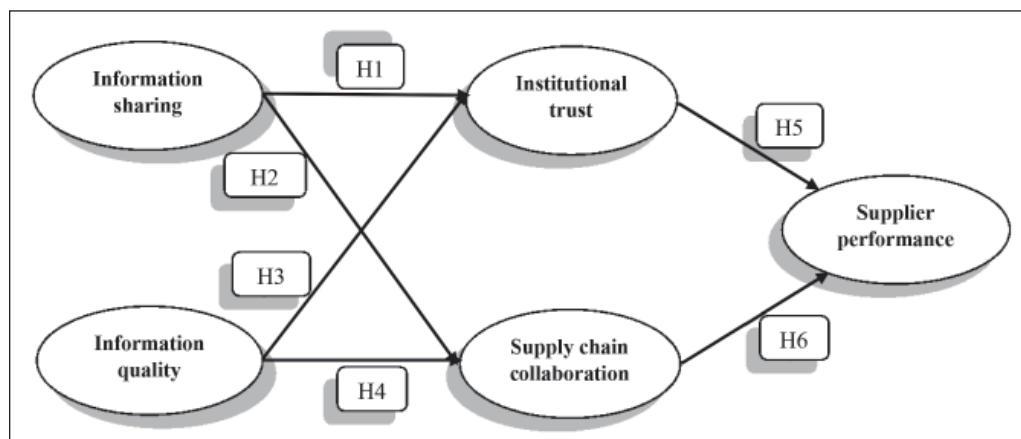 Information
sharing
H1
Institutional
trust
H2
H5
Supplier
performance
H3
Information
quality
H4
Supply chain
collaboration
H6